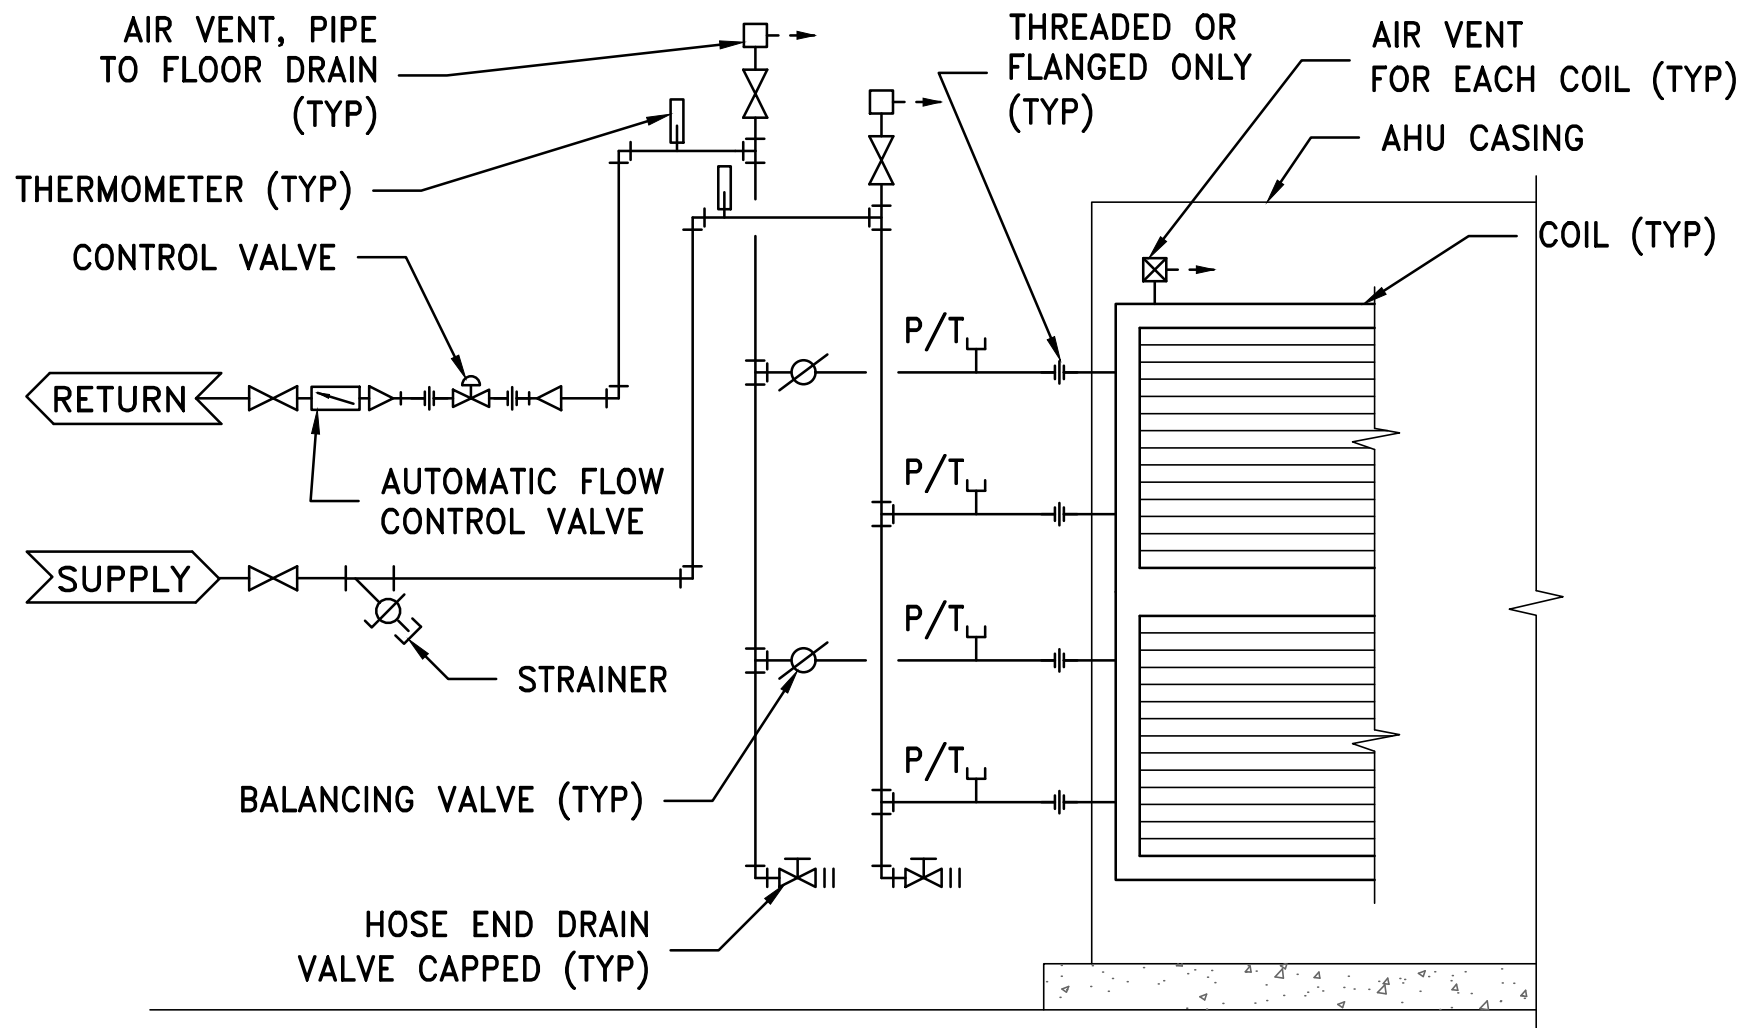 AIR VENT, PIPE
TO FLOOR DRAIN
(TYP)
THREADED OR
FLANGED ONLY
(TYP)
AIR VENT
FOR EACH COIL (TYP)
AHU CASING
THERMOMETER (TYP)
COIL (TYP)
CONTROL VALVE
P/T
RETURN
AUTOMATIC FLOW
CONTROL VALVE
P/T
SUPPLY
P/T
STRAINER
P/T
BALANCING VALVE (TYP)
HOSE END DRAIN
VALVE CAPPED (TYP)